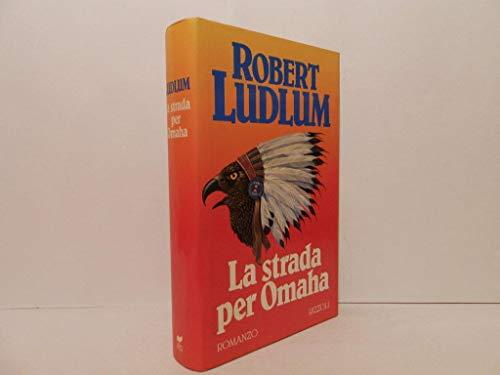 ROBERT
LUDLUM
La strada
per Omaha
ROMANZO
RIZZOLI
LUDLUM
La strada
per
Omaha